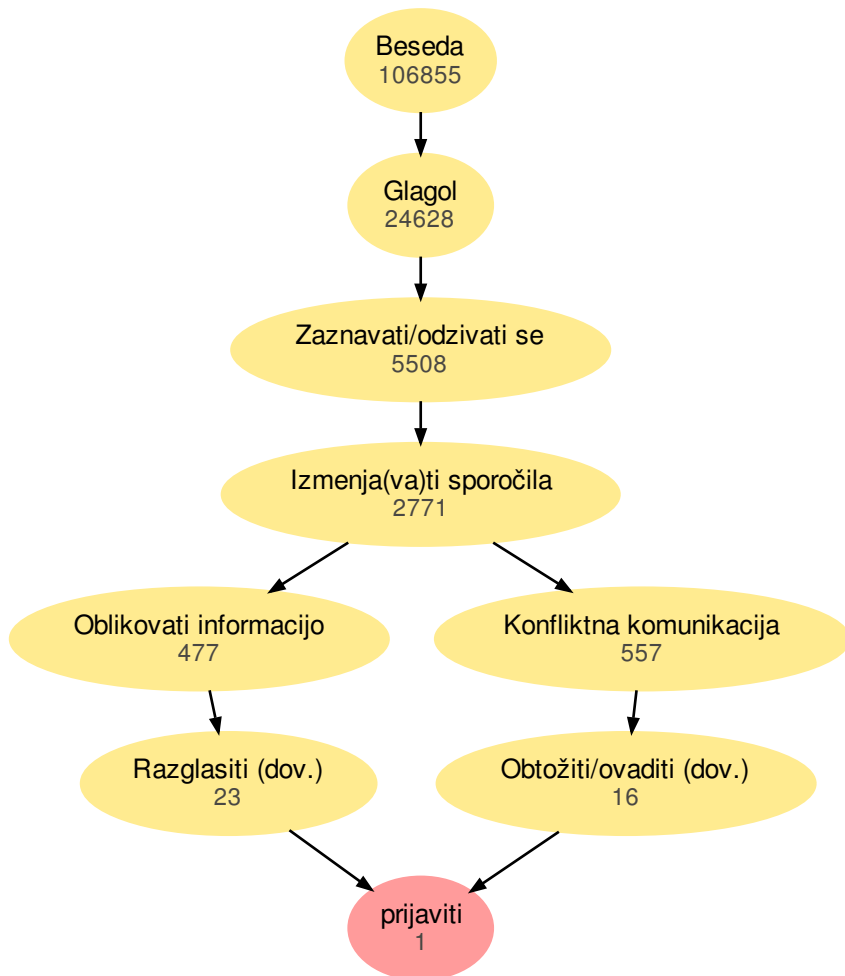 Beseda
106855
Glagol
24628
Zaznavati/odzivati se
5508
Izmenja(va)ti sporočila
2771
Oblikovati informacijo
477
Konfliktna komunikacija
557
Razglasiti (dov.)
23
Obtožiti/ovaditi (dov.)
16
prijaviti
1